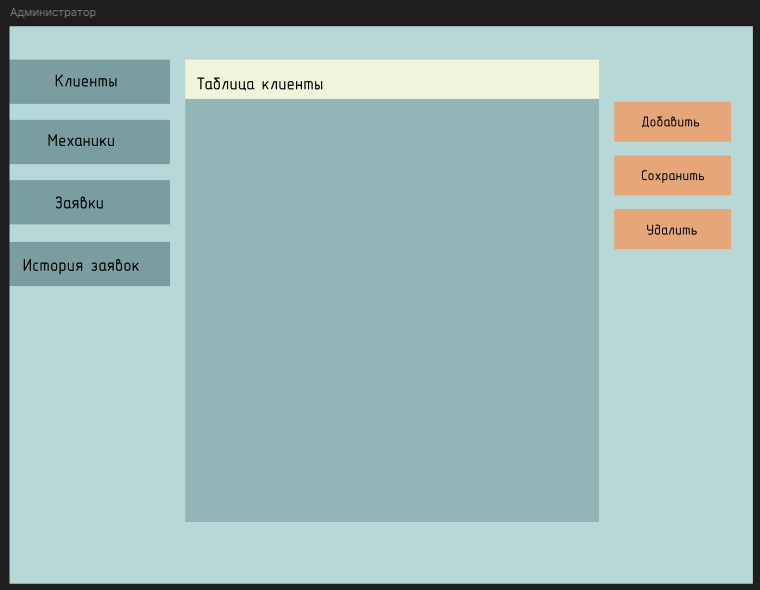 Администратор
Клиенты
Механики
Заявки
История заявок
Таблица клиенты
Добавить
Сохранить
Удалить